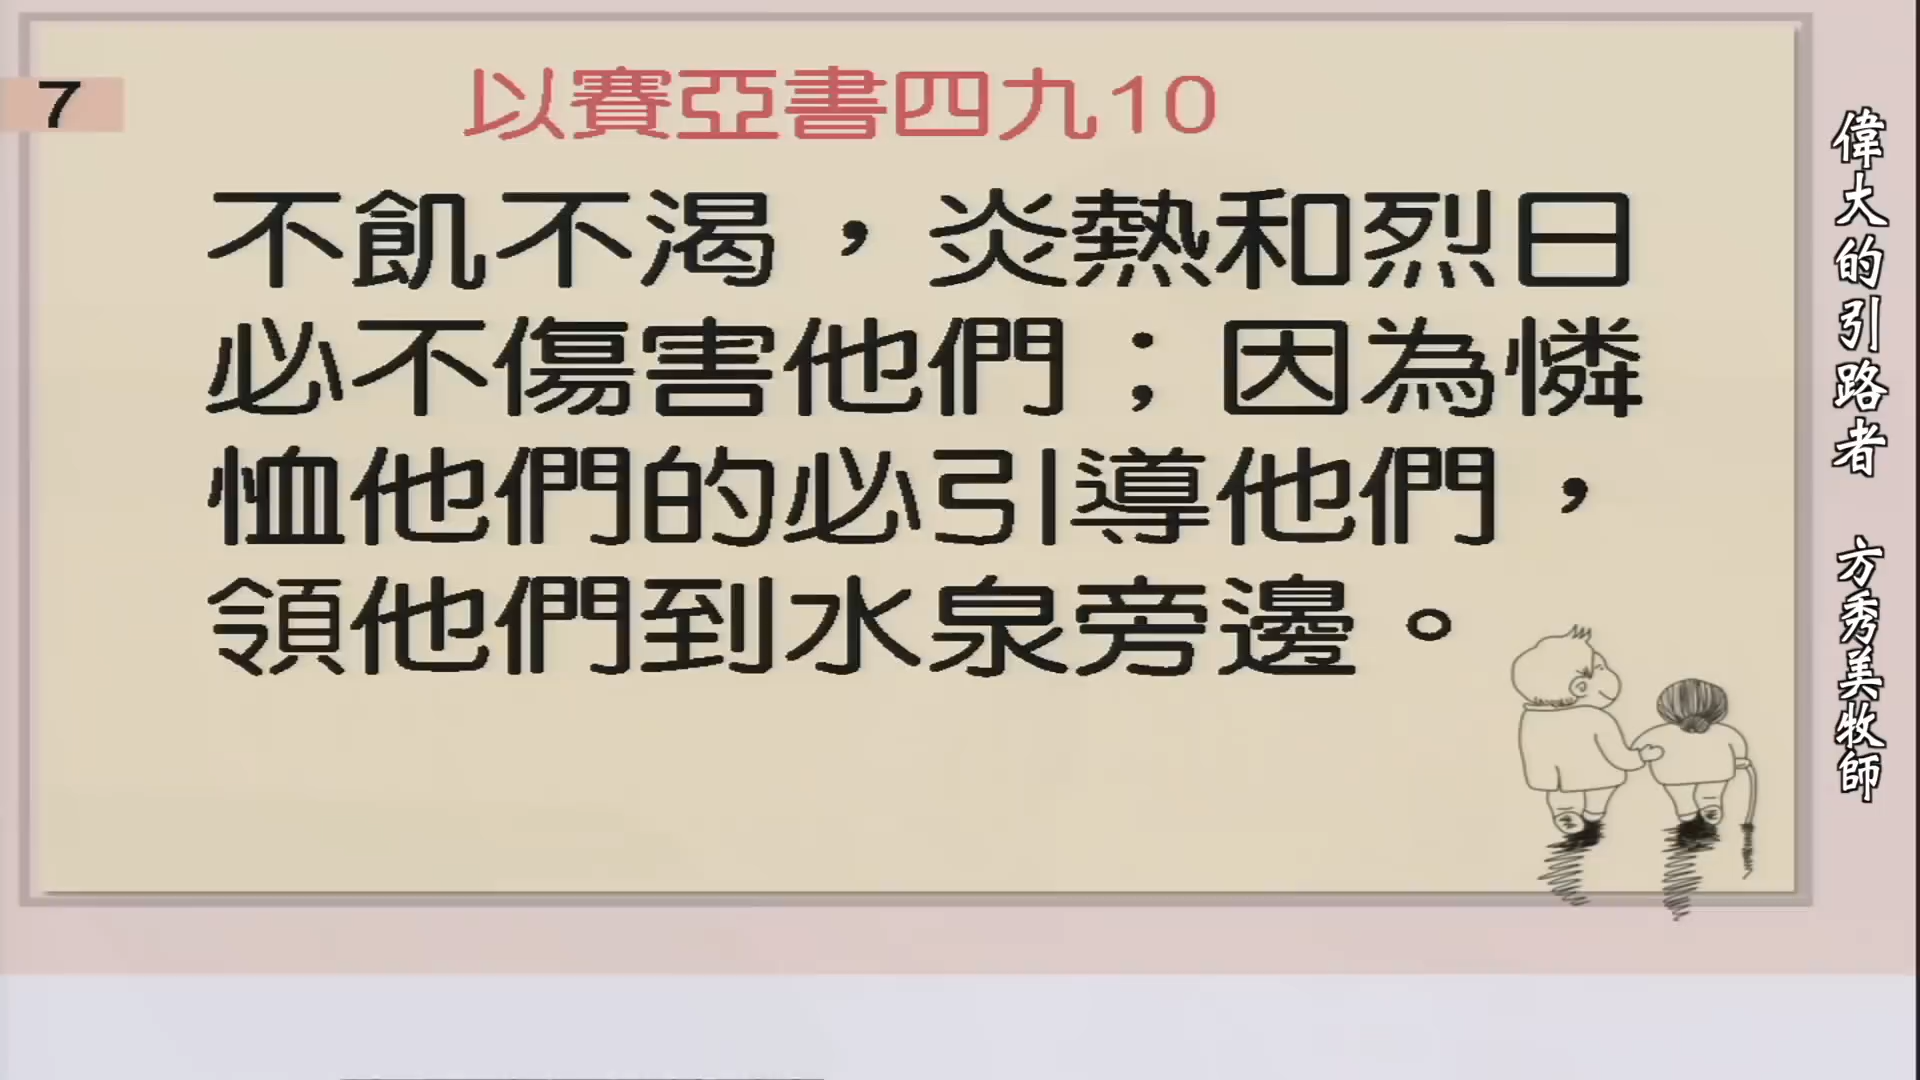 7
以賽亞書四九10
不飢不渴，炎熱和烈日
必不傷害他們；因為憐
恤他們的必引導他們，
領他們到水泉旁邊。
偉大的引路者 方秀美牧師